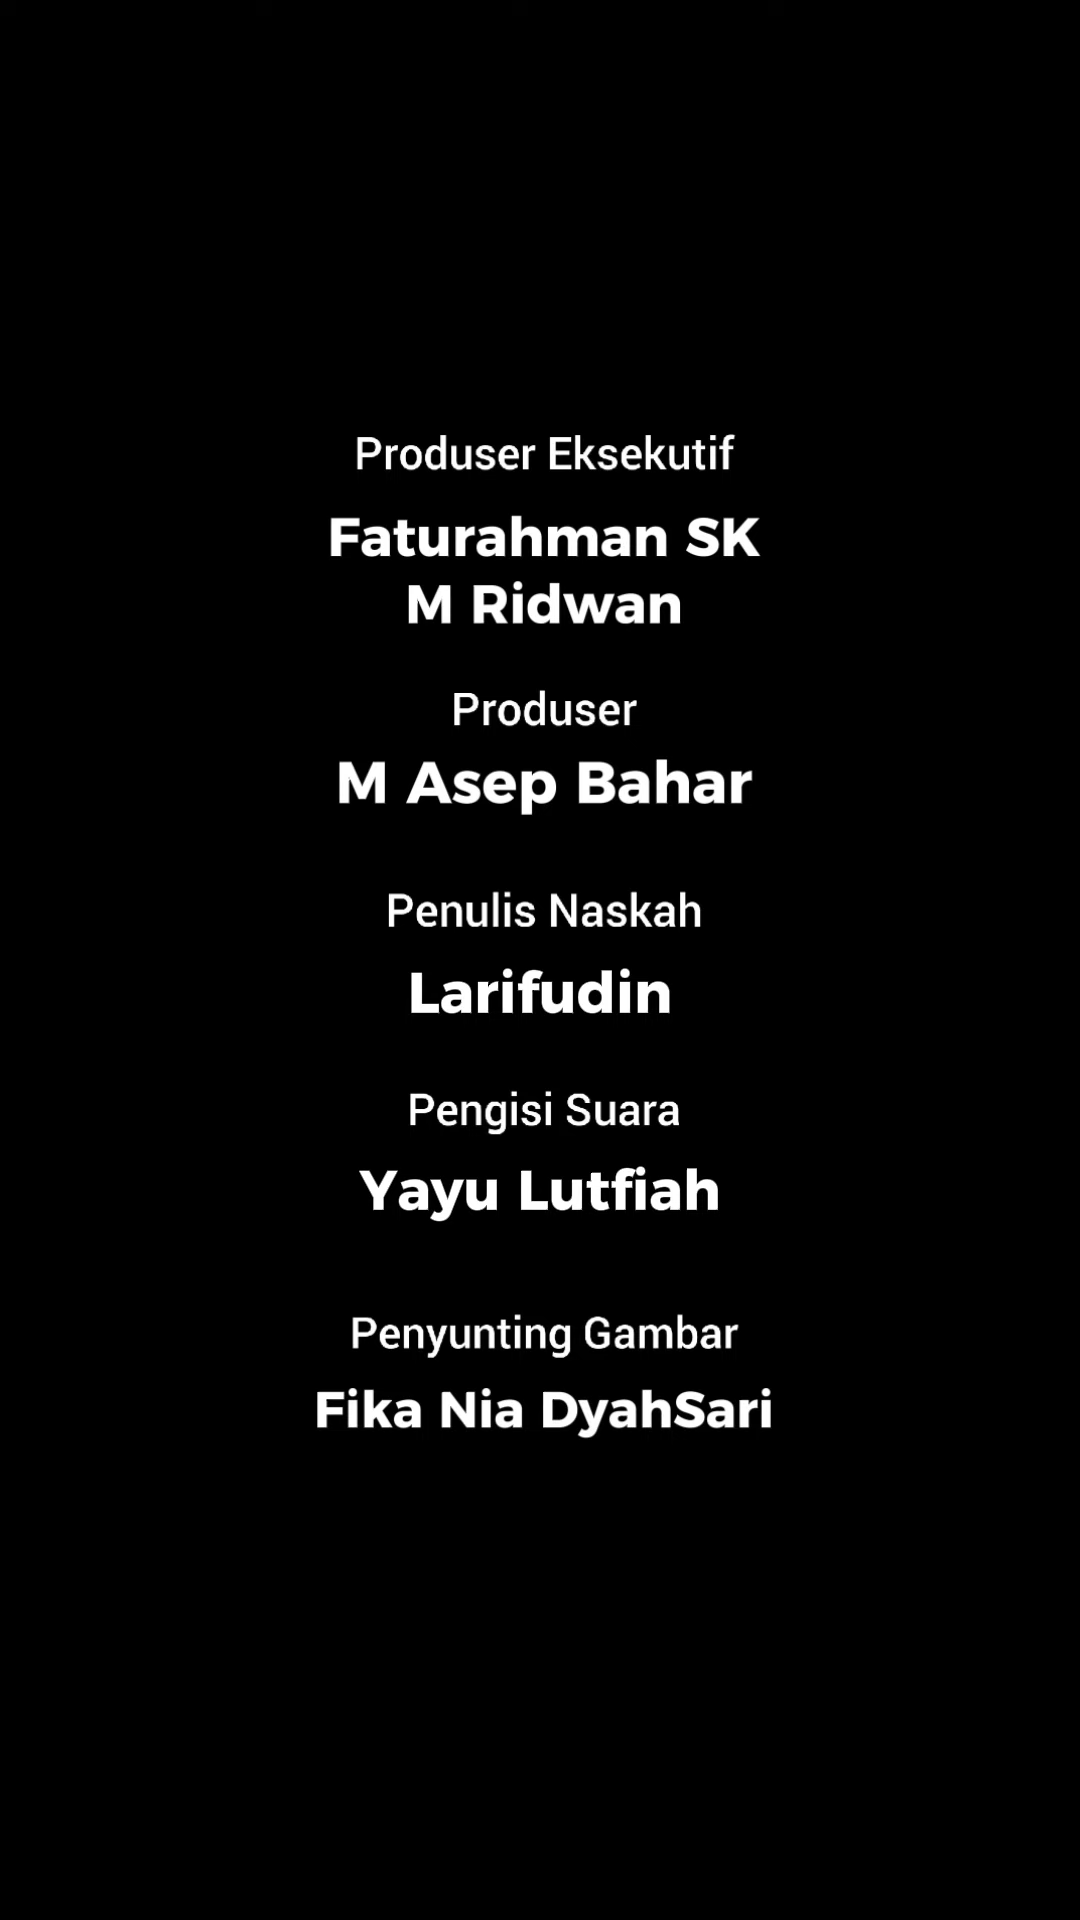 Produser Eksekutif
Faturahman SK
M Ridwan
Produser
M Asep Bahar
Penulis Naskah
Larifudin
Pengisi Suara
Yayu Lutfiah
Penyunting Gambar
Fika Nia DyahSari